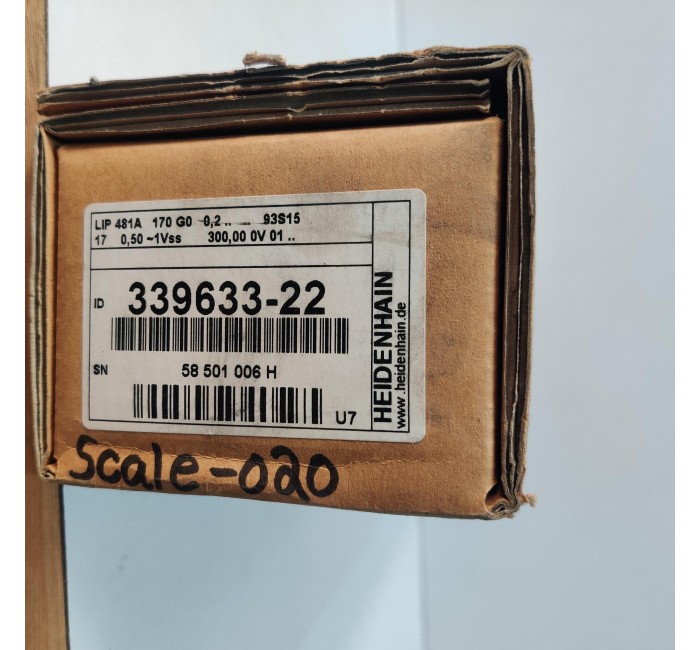 LIP 481A 170 G0 0,2 .. ... 93S15
17 0,50 ~1Vss 300,00 0V 01 ..
ID 339633-22
SN 58 501 006 H
U7
HEIDENHAIN
www.heidenhain.de
Scale-020